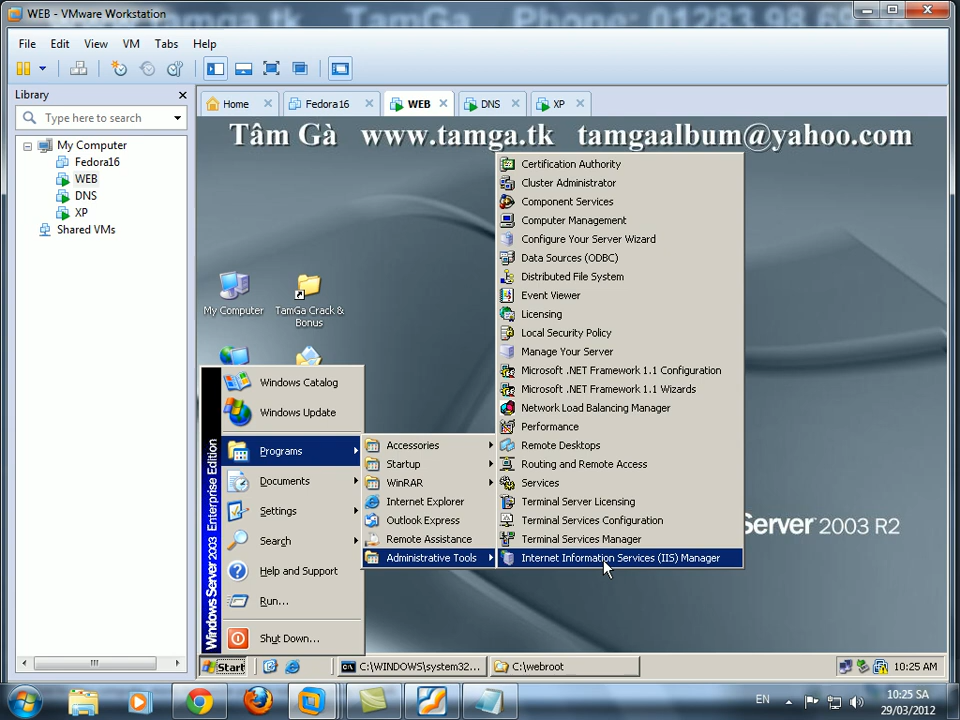 WEB - VMware Workstation
File Edit View VM Tabs Help
Library
Type here to search
Home
Fedora16
WEB
DNS
XP
My Computer
Fedora16
WEB
DNS
XP
Shared VMs
Tâm Gà www.tamga.tk tamgaalbum@yahoo.com
My Computer
TamGa Crack &
Bonus
Windows Server 2003 Enterprise Edition
Windows Catalog
Windows Update
Programs
Documents
Settings
Search
Help and Support
Run...
Shut Down...
Accessories
Startup
WinRAR
Internet Explorer
Outlook Express
Remote Assistance
Administrative Tools
Certification Authority
Cluster Administrator
Component Services
Computer Management
Configure Your Server Wizard
Data Sources (ODBC)
Distributed File System
Event Viewer
Licensing
Local Security Policy
Manage Your Server
Microsoft .NET Framework 1.1 Configuration
Microsoft .NET Framework 1.1 Wizards
Network Load Balancing Manager
Performance
Remote Desktops
Routing and Remote Access
Services
Terminal Server Licensing
Terminal Services Configuration
Terminal Services Manager
Internet Information Services (IIS) Manager
Server 2003 R2
Start
C:\WINDOWS\system32...
C:\webroot
10:25 AM
EN
10:25 SA
29/03/2012